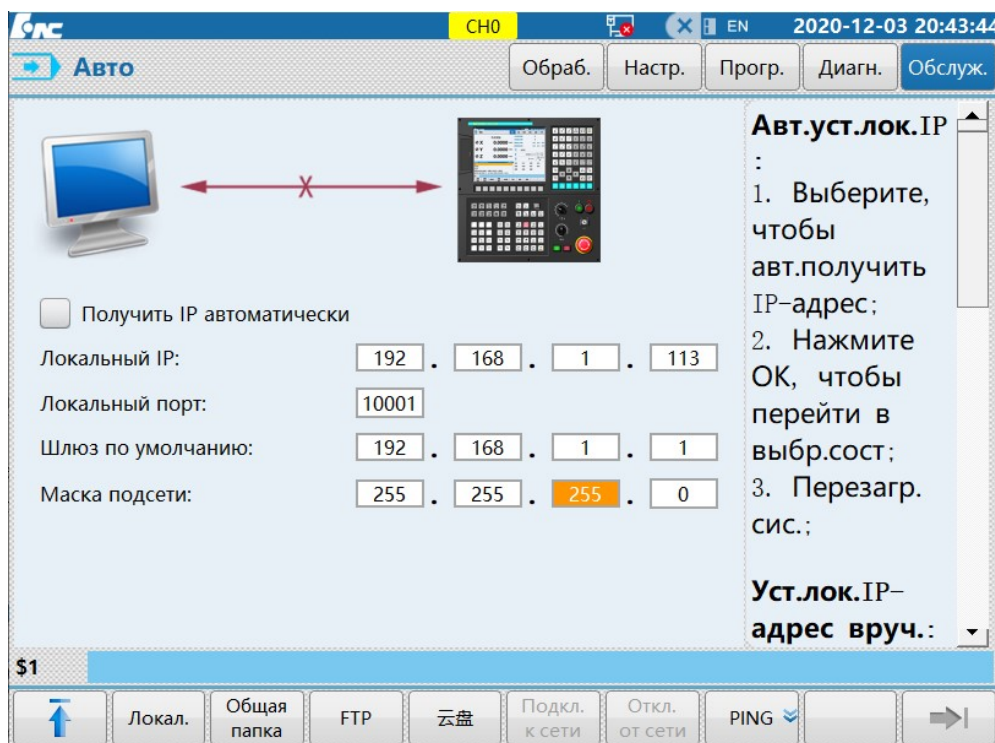 HNC CH0 EN 2020-12-03 20:43:44
Авто Обраб. Настр. Прогр. Диагн. Обслуж.
Получить IP автоматически
Локальный IP: 192 . 168 . 1 . 113
Локальный порт: 10001
Шлюз по умолчанию: 192 . 168 . 1 . 1
Маска подсети: 255 . 255 . 255 . 0
Авт.уст.лок.IP
:
1. Выберите,
чтобы
авт.получить
IP-адрес;
2. Нажмите
ОК, чтобы
перейти в
выбр.сост;
3. Перезагр.
сис.;
Уст.лок.IP-
адрес вруч.:
$1
Локал. Общая папка FTP 云盘 Подкл. к сети Откл. от сети PING